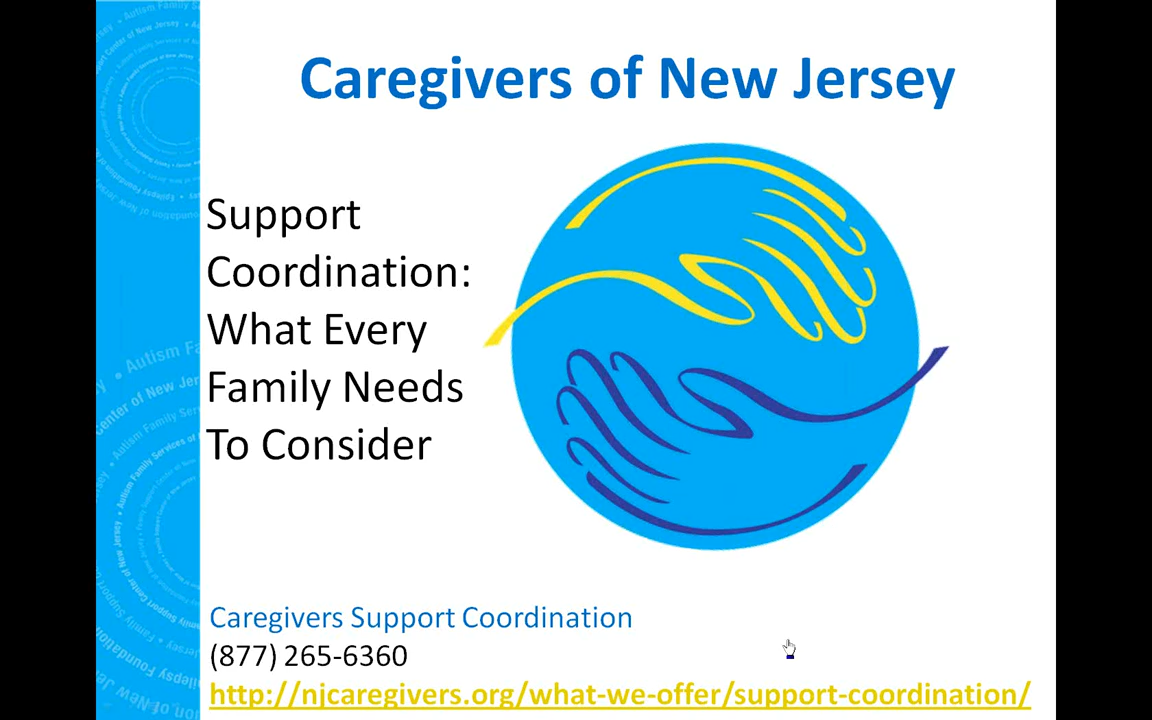 Caregivers of New Jersey
Support
Coordination:
What Every
Family Needs
To Consider
Caregivers Support Coordination
(877) 265-6360
http://njcaregivers.org/what-we-offer/support-coordination/